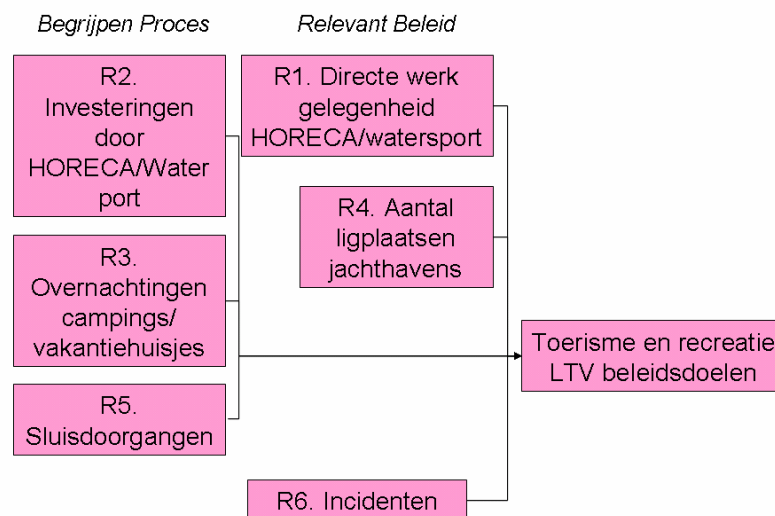 Begrijpen Proces
Relevant Beleid
R2.
Investeringen
door
HORECA/Water
port
R1. Directe werk
gelegenheid
HORECA/watersport
R4. Aantal
ligplaatsen
jachthavens
R3.
Overnachtingen
campings/
vakantiehuisjes
Toerisme en recreatie
LTV beleidsdoelen
R5.
Sluisdoorgangen
R6. Incidenten